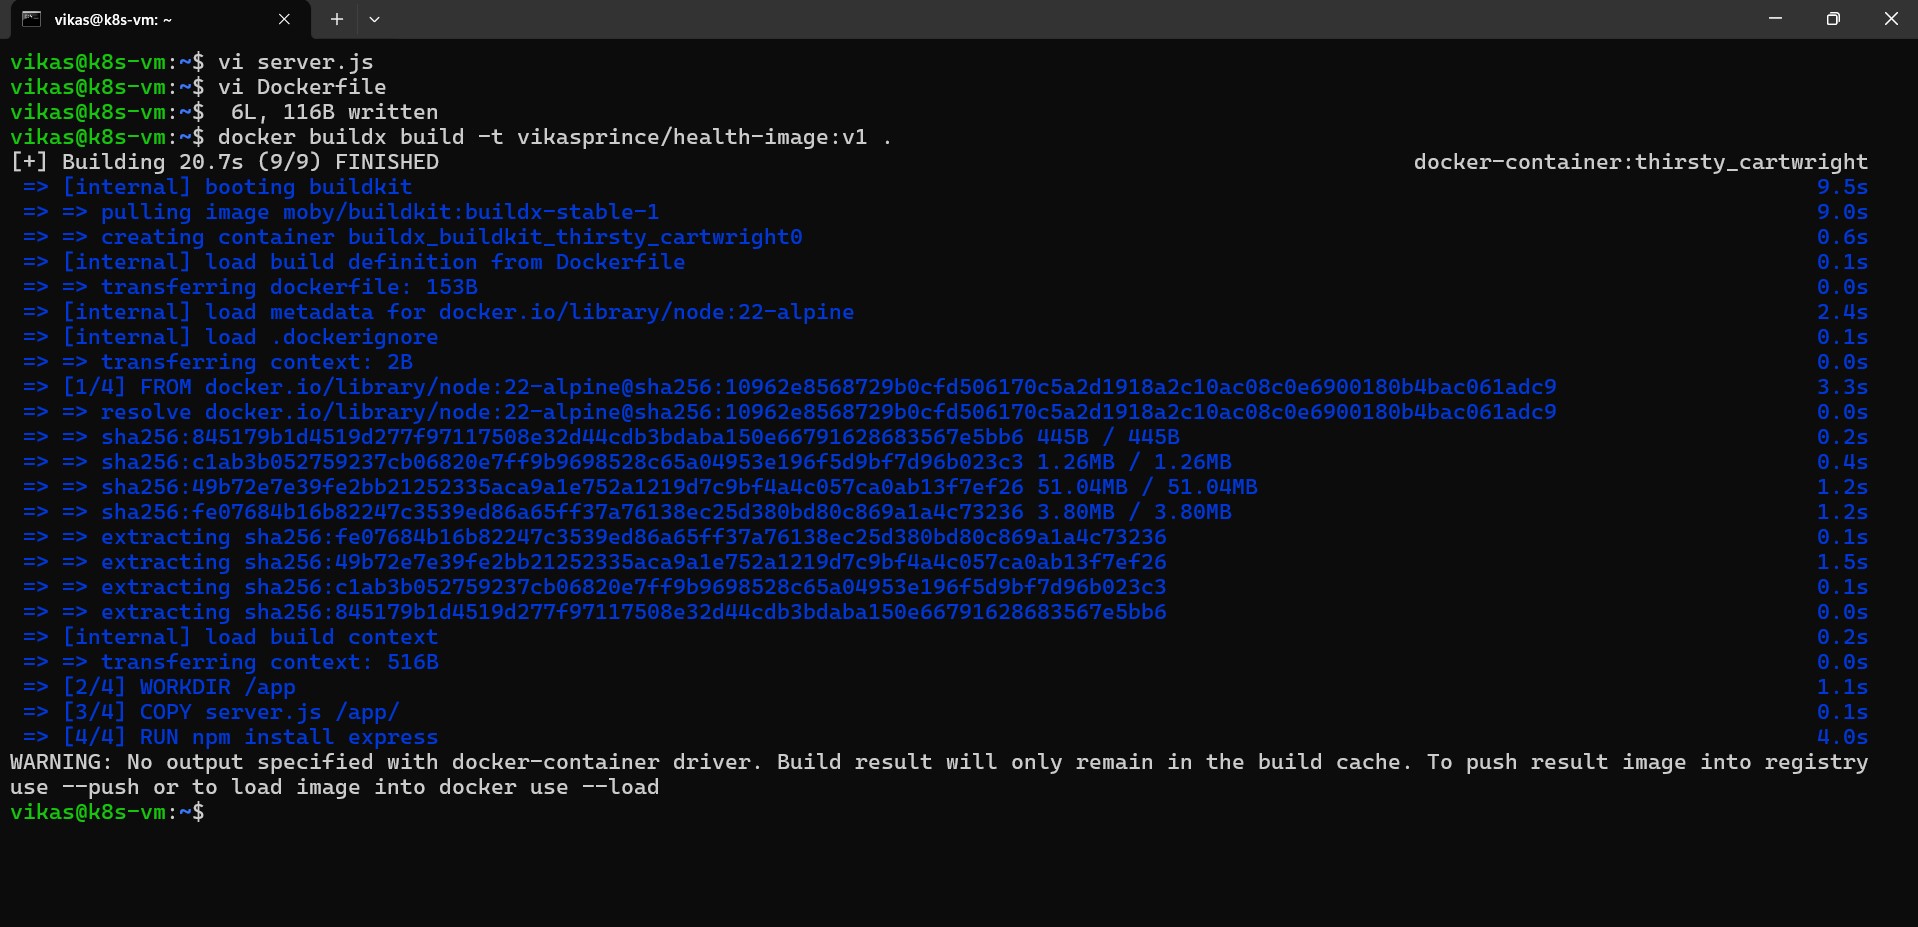 vikas@k8s-vm: ~
vikas@k8s-vm:~$ vi server.js
vikas@k8s-vm:~$ vi Dockerfile
vikas@k8s-vm:~$  6L, 116B written
vikas@k8s-vm:~$ docker buildx build -t vikasprince/health-image:v1 .
[+] Building 20.7s (9/9) FINISHED docker-container:thirsty_cartwright
=> [internal] booting buildkit 9.5s
=> => pulling image moby/buildkit:buildx-stable-1 9.0s
=> => creating container buildx_buildkit_thirsty_cartwright0 0.6s
=> [internal] load build definition from Dockerfile 0.1s
=> => transferring dockerfile: 153B 0.0s
=> [internal] load metadata for docker.io/library/node:22-alpine 2.4s
=> [internal] load .dockerignore 0.1s
=> => transferring context: 2B 0.0s
=> [1/4] FROM docker.io/library/node:22-alpine@sha256:10962e8568729b0cfd506170c5a2d1918a2c10ac08c0e6900180b4bac061adc9 3.3s
=> => resolve docker.io/library/node:22-alpine@sha256:10962e8568729b0cfd506170c5a2d1918a2c10ac08c0e6900180b4bac061adc9 0.0s
=> => sha256:845179b1d4519d277f97117508e32d44cdb3bdaba150e66791628683567e5bb6 445B / 445B 0.2s
=> => sha256:c1ab3b052759237cb06820e7ff9b9698528c65a04953e196f5d9bf7d96b023c3 1.26MB / 1.26MB 0.4s
=> => sha256:49b72e7e39fe2bb21252335aca9a1e752a1219d7c9bf4a4c057ca0ab13f7ef26 51.04MB / 51.04MB 1.2s
=> => sha256:fe07684b16b82247c3539ed86a65ff37a76138ec25d380bd80c869a1a4c73236 3.80MB / 3.80MB 1.2s
=> => extracting sha256:fe07684b16b82247c3539ed86a65ff37a76138ec25d380bd80c869a1a4c73236 0.1s
=> => extracting sha256:49b72e7e39fe2bb21252335aca9a1e752a1219d7c9bf4a4c057ca0ab13f7ef26 1.5s
=> => extracting sha256:c1ab3b052759237cb06820e7ff9b9698528c65a04953e196f5d9bf7d96b023c3 0.1s
=> => extracting sha256:845179b1d4519d277f97117508e32d44cdb3bdaba150e66791628683567e5bb6 0.0s
=> [internal] load build context 0.2s
=> => transferring context: 516B 0.0s
=> [2/4] WORKDIR /app 1.1s
=> [3/4] COPY server.js /app/ 0.1s
=> [4/4] RUN npm install express 4.0s
WARNING: No output specified with docker-container driver. Build result will only remain in the build cache. To push result image into registry
use --push or to load image into docker use --load
vikas@k8s-vm:~$